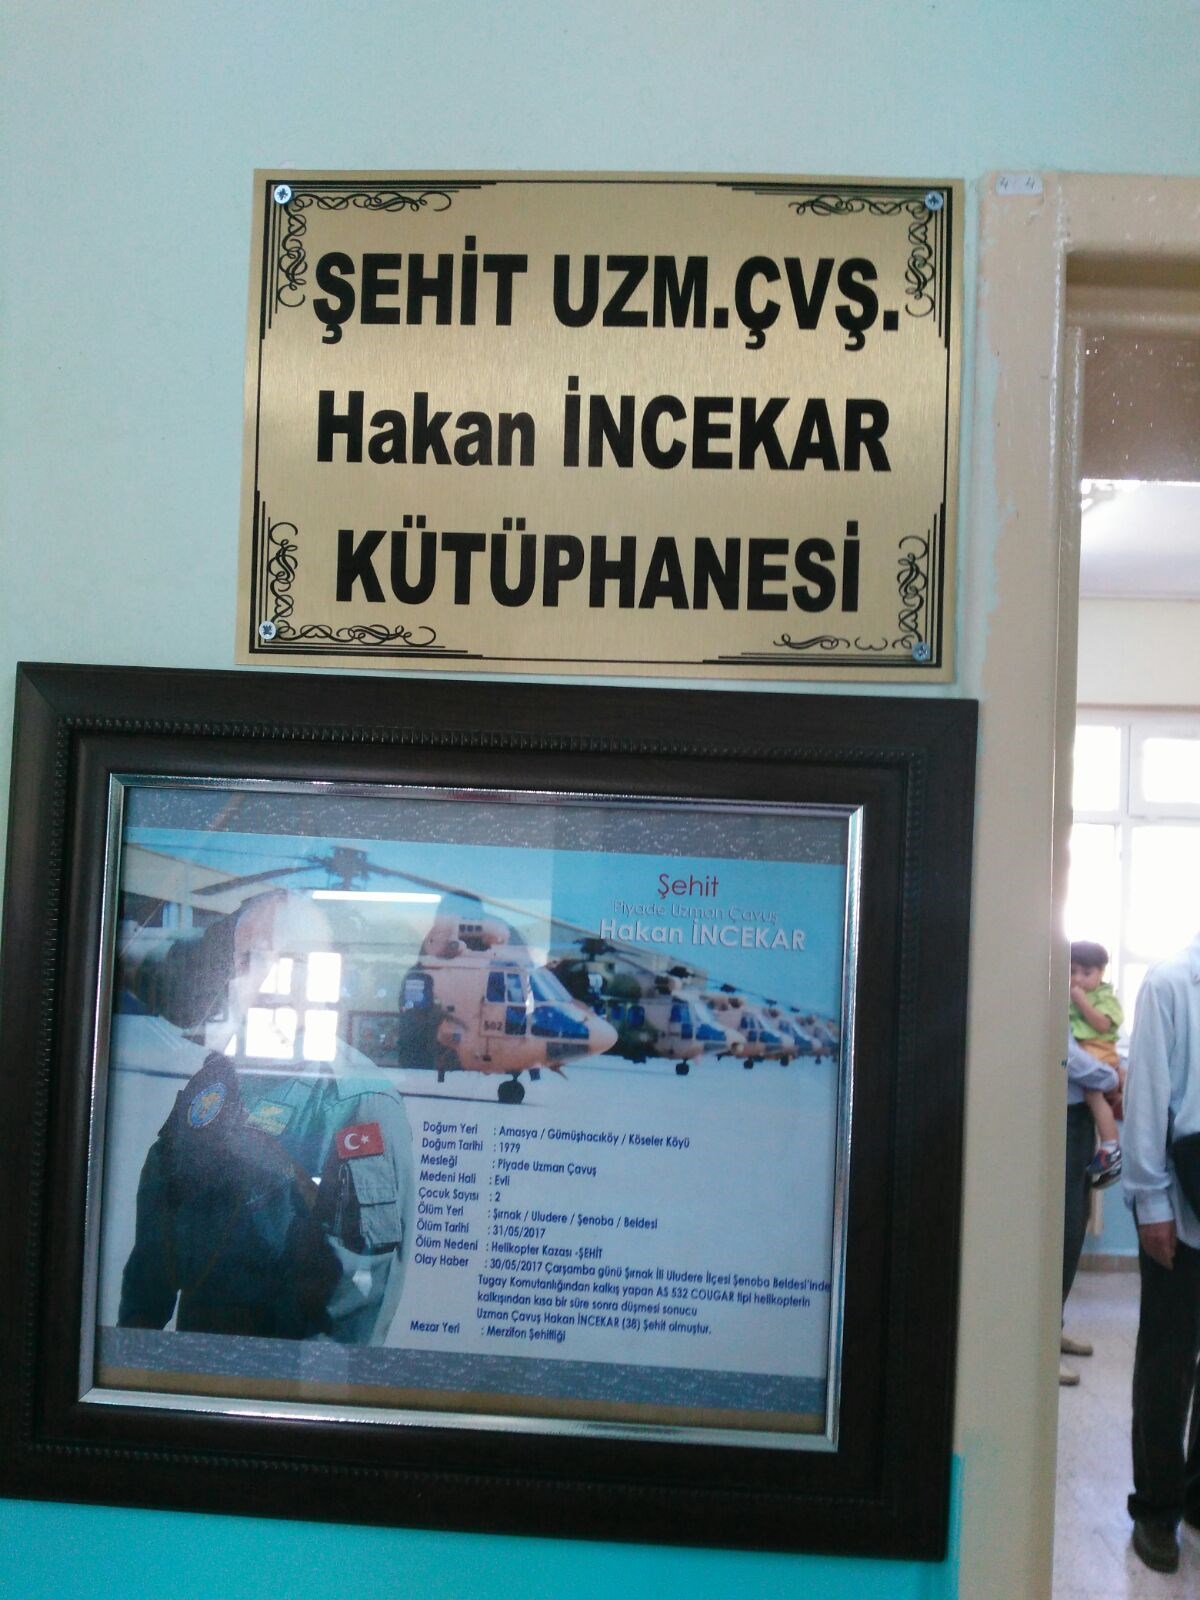 ŞEHİT UZM.ÇVŞ.
Hakan İNCEKAR
KÜTÜPHANESİ
Şehit
Piyade Uzman Çavuş
Hakan İNCEKAR
502
Doğum Yeri : Amasya / Gümüşhacıköy / Köseler Köyü
Doğum Tarihi : 1979
Mesleği : Piyade Uzman Çavuş
Medeni Hali : Evli
Çocuk Sayısı : 2
Ölüm Yeri : Şırnak / Uludere / Şenoba / Beldesi
Ölüm Tarihi : 31/05/2017
Ölüm Nedeni : Helikopter Kazası -ŞEHİT
Olay Haber : 30/05/2017 Çarşamba günü Şırnak İli Uludere İlçesi Şenoba Beldesi'inde
Tugay Komutanlığından kalkış yapan AS 532 COUGAR tipi helikopterin
kalkışından kısa bir süre sonra düşmesi sonucu
Uzman Çavuş Hakan İNCEKAR (38) Şehit olmuştur.
Mezar Yeri : Merzifon Şehitliği